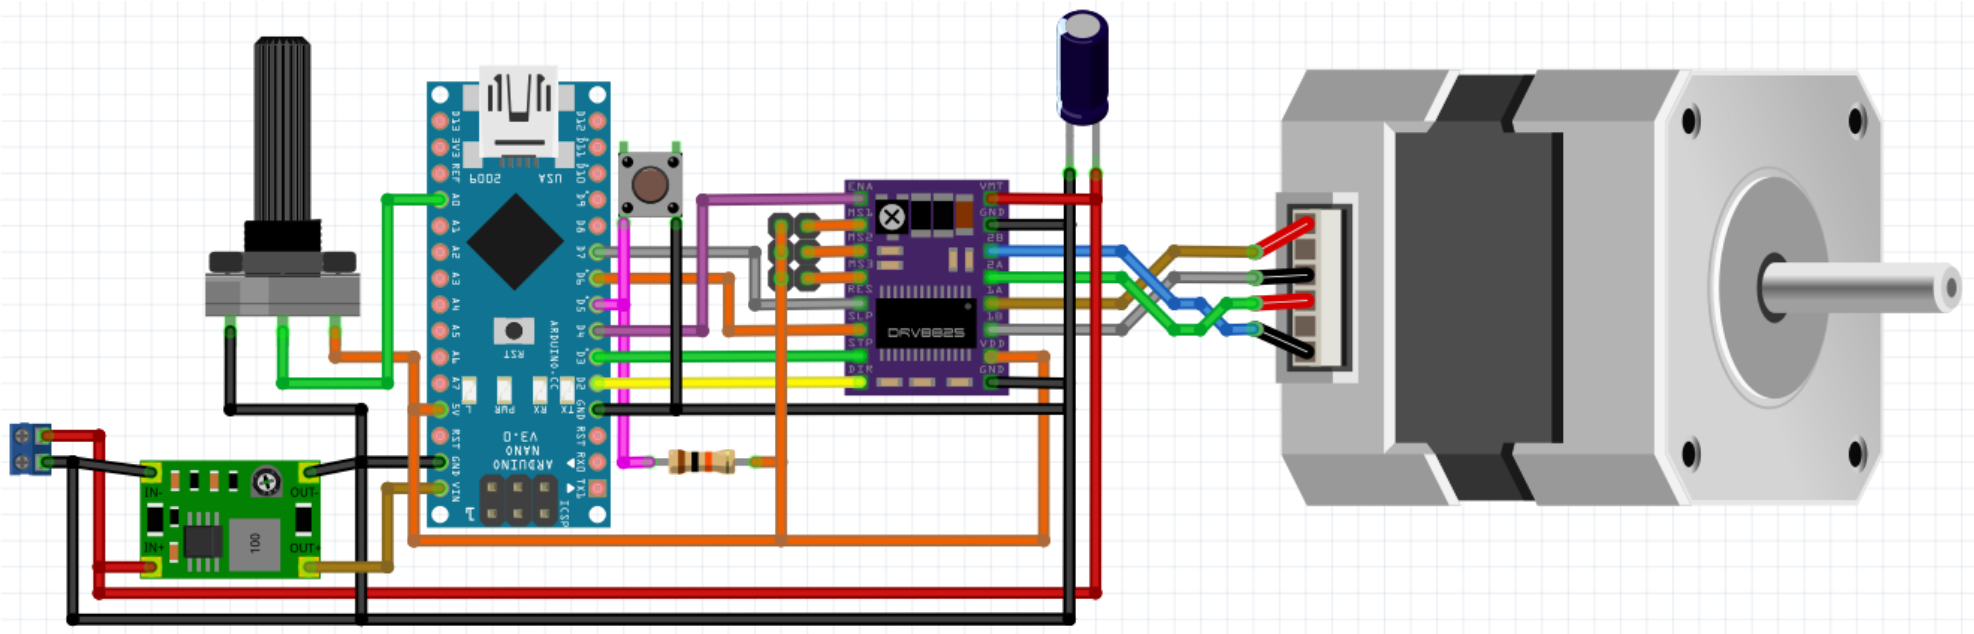 D13
3V3
REF
A0
A1
A2
A3
A4
A5
A6
A7
5V
RST
GND
VIN
D12
D11
D10
D9
D8
D7
D6
D5
D4
D3
D2
GND
RST
RX0
TX1
2009
USA
RST
ARDUINO.CC
L
PWR
RX
TX
V3.0
NANO
ARDUINO
1
ICSP
IN-
IN+
OUT-
OUT+
100
ENA
MS1
MS2
MS3
RES
SLP
STP
DIR
VMT
GND
2B
2A
1A
1B
VDD
GND
DRV8825